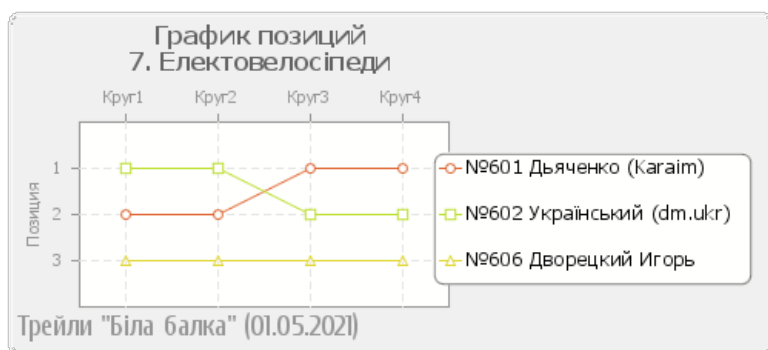 График позиций
7. Електовелосіпеди
Круг1 Круг2 Круг3 Круг4
Позиция
1
2
3
№601 Дьяченко (Karaim)
№602 Український (dm.ukr)
№606 Дворецкий Игорь
Трейли "Біла балка" (01.05.2021)